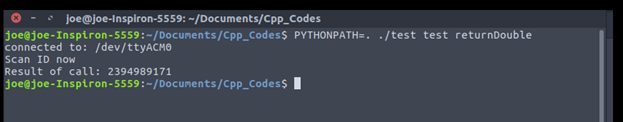 joe@joe-Inspiron-5559: ~/Documents/Cpp_Codes
joe@joe-Inspiron-5559:~/Documents/Cpp_Codes$ PYTHONPATH=. ./test test returnDouble
connected to: /dev/ttyACM0
Scan ID now
Result of call: 2394989171
joe@joe-Inspiron-5559:~/Documents/Cpp_Codes$